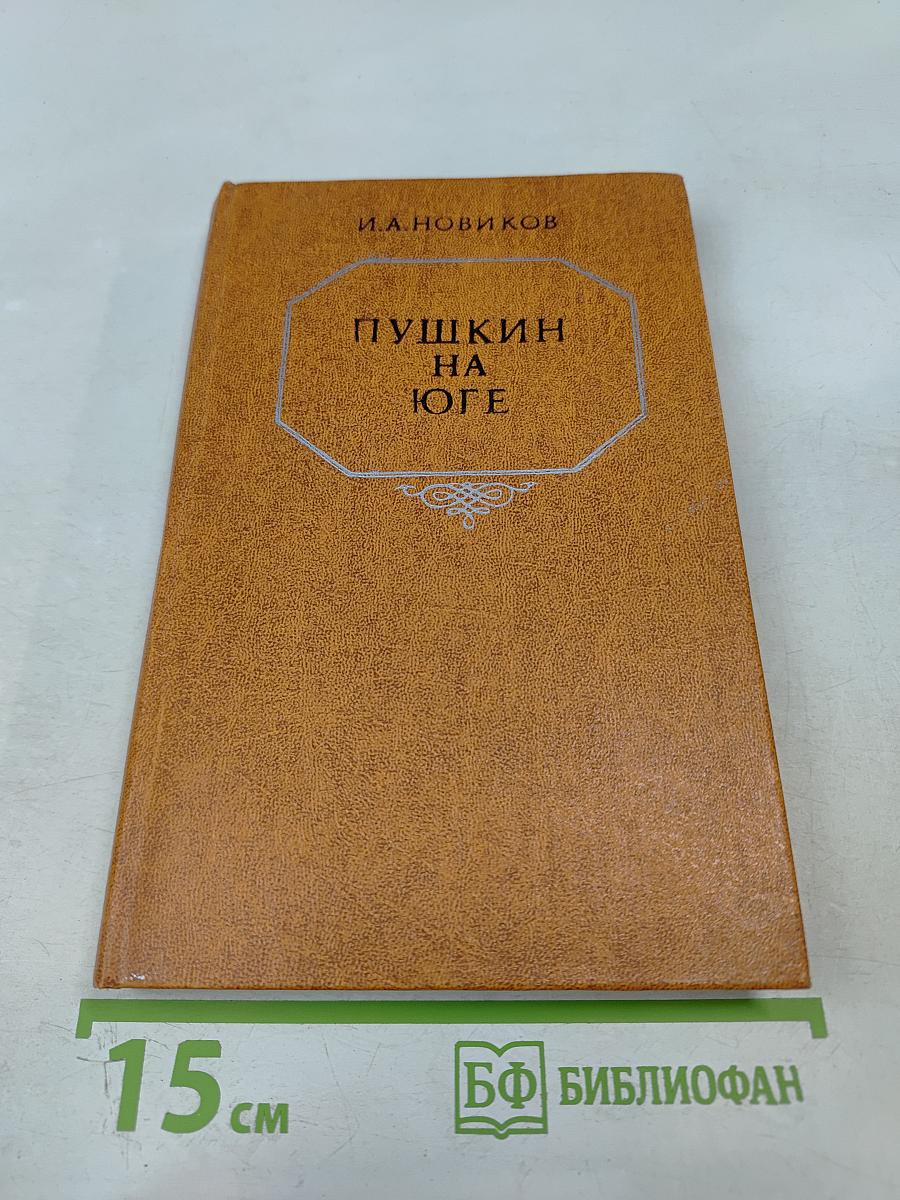 И.А.НОВИКОВ
ПУШКИН
НА
ЮГЕ
15 см
БФ БИБЛИОФАН